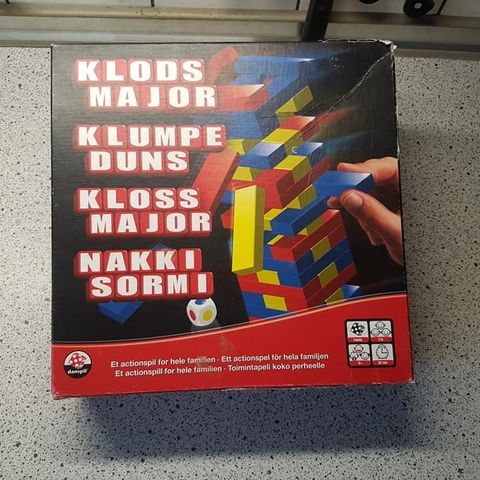 KLODS
MAJOR
KLUMPE
DUNS
KLOSS
MAJOR
NAKKI
SORMI
danspil
Et actionspil for hele familien · Ett actionspel för hela familjen
Et actionspill for hele familien · Toimintapeli koko perheelle